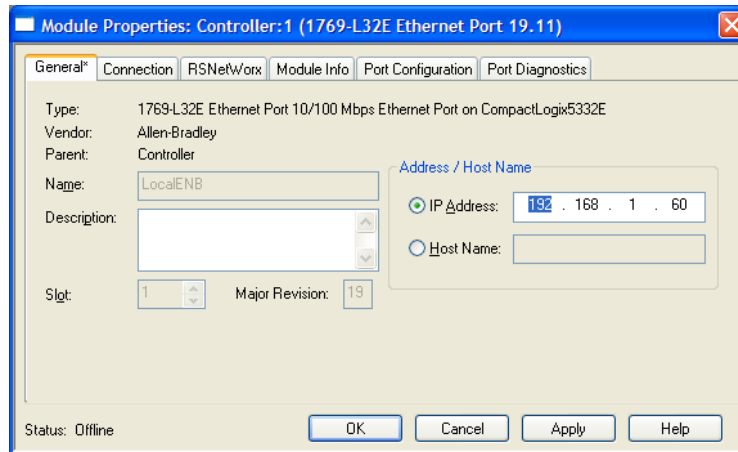 Module Properties: Controller:1 (1769-L32E Ethernet Port 19.11)
General* Connection RSNetWorx Module Info Port Configuration Port Diagnostics
Type: 1769-L32E Ethernet Port 10/100 Mbps Ethernet Port on CompactLogix5332E
Vendor: Allen-Bradley
Parent: Controller
Name: LocalENB
Description:
Slot: 1 Major Revision: 19
Address / Host Name
IP Address: 192 . 168 . 1 . 60
Host Name:
Status: Offline OK Cancel Apply Help